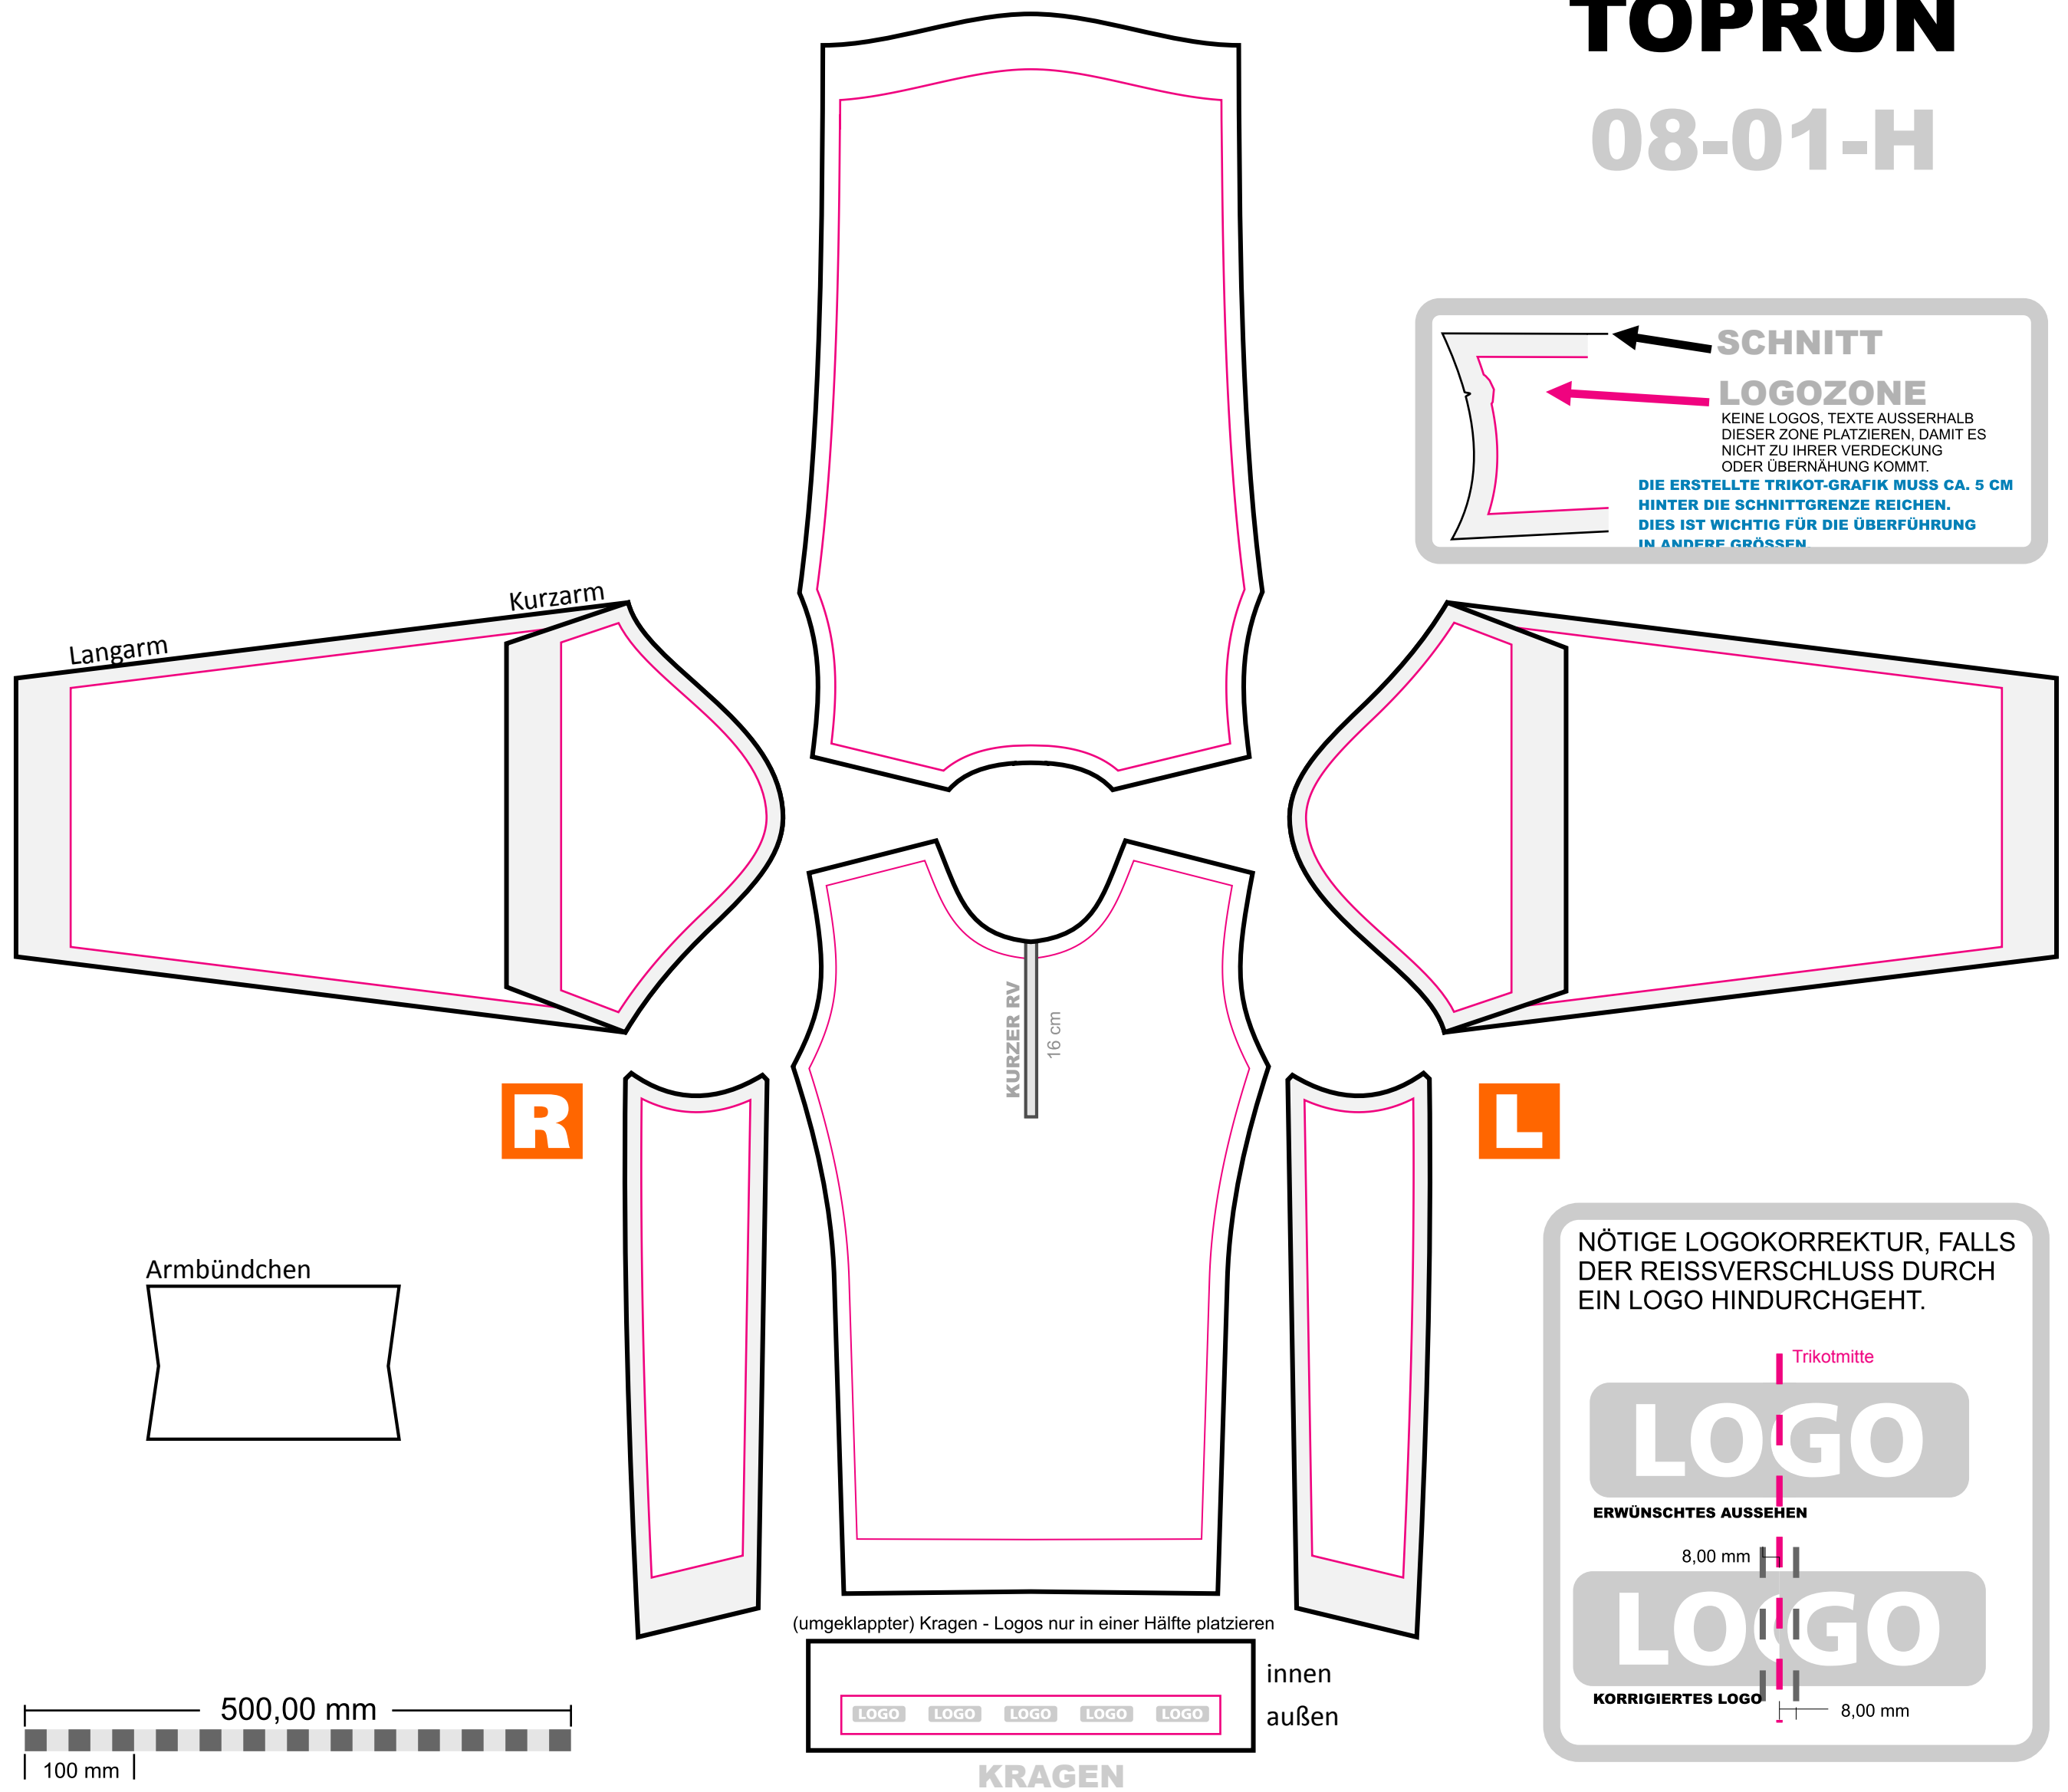 TOPRUN
08-01-H
SCHNITT
LOGOZONE
KEINE LOGOS, TEXTE AUSSERHALB
DIESER ZONE PLATZIEREN, DAMIT ES
NICHT ZU IHRER VERDECKUNG
ODER ÜBERNÄHUNG KOMMT.
DIE ERSTELLTE TRIKOT-GRAFIK MUSS CA. 5 CM
HINTER DIE SCHNITTGRENZE REICHEN.
DIES IST WICHTIG FÜR DIE ÜBERFÜHRUNG
IN ANDERE GRÖSSEN
Kurzarm
Langarm
KURZER RV
16 cm
R
L
Armbündchen
NÖTIGE LOGOKORREKTUR, FALLS
DER REISSVERSCHLUSS DURCH
EIN LOGO HINDURCHGEHT.
Trikotmitte
LOGO
ERWÜNSCHTES AUSSEHEN
8,00 mm
LOGO
KORRIGIERTES LOGO
8,00 mm
(umgeklappter) Kragen - Logos nur in einer Hälfte platzieren
innen
außen
LOGO LOGO LOGO LOGO LOGO
KRAGEN
500,00 mm
100 mm